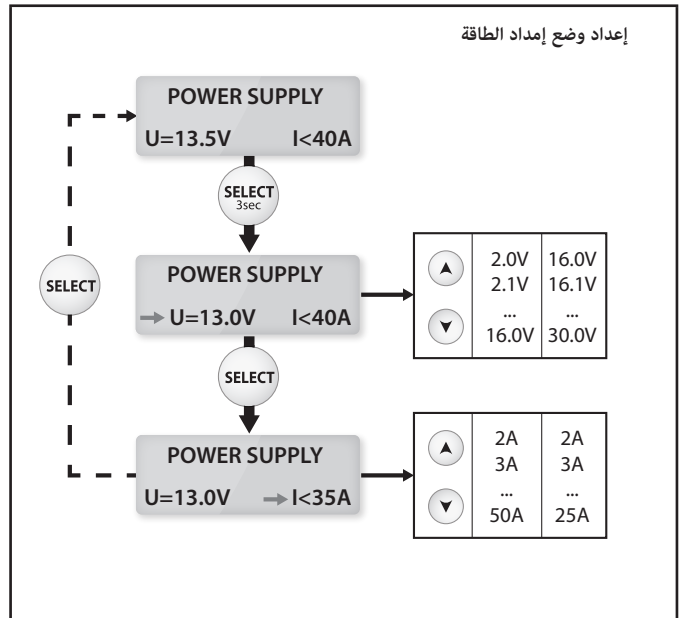 إعداد وضع إمداد الطاقة
POWER SUPPLY
U=13.5V I<40A
SELECT
3sec
POWER SUPPLY
U=13.0V I<40A
2.0V 16.0V
2.1V 16.1V
... ...
16.0V 30.0V
SELECT
SELECT
POWER SUPPLY
U=13.0V I<35A
2A 2A
3A 3A
... ...
50A 25A